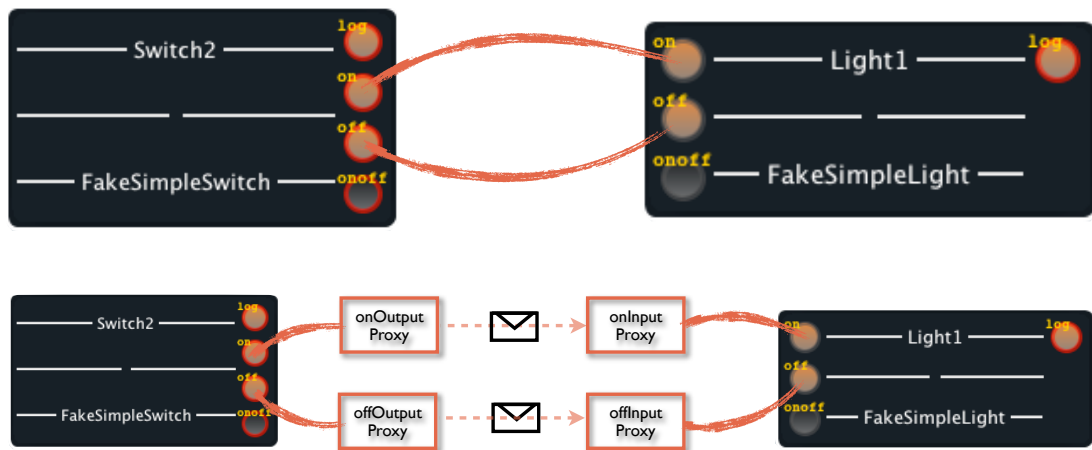 log
Switch2
on
off
FakeSimpleSwitch
onoff
on
log
Light1
off
onoff
FakeSimpleLight
log
Switch2
on
off
FakeSimpleSwitch
onoff
onOutput
Proxy
onInput
Proxy
offOutput
Proxy
offInput
Proxy
on
log
Light1
off
onoff
FakeSimpleLight